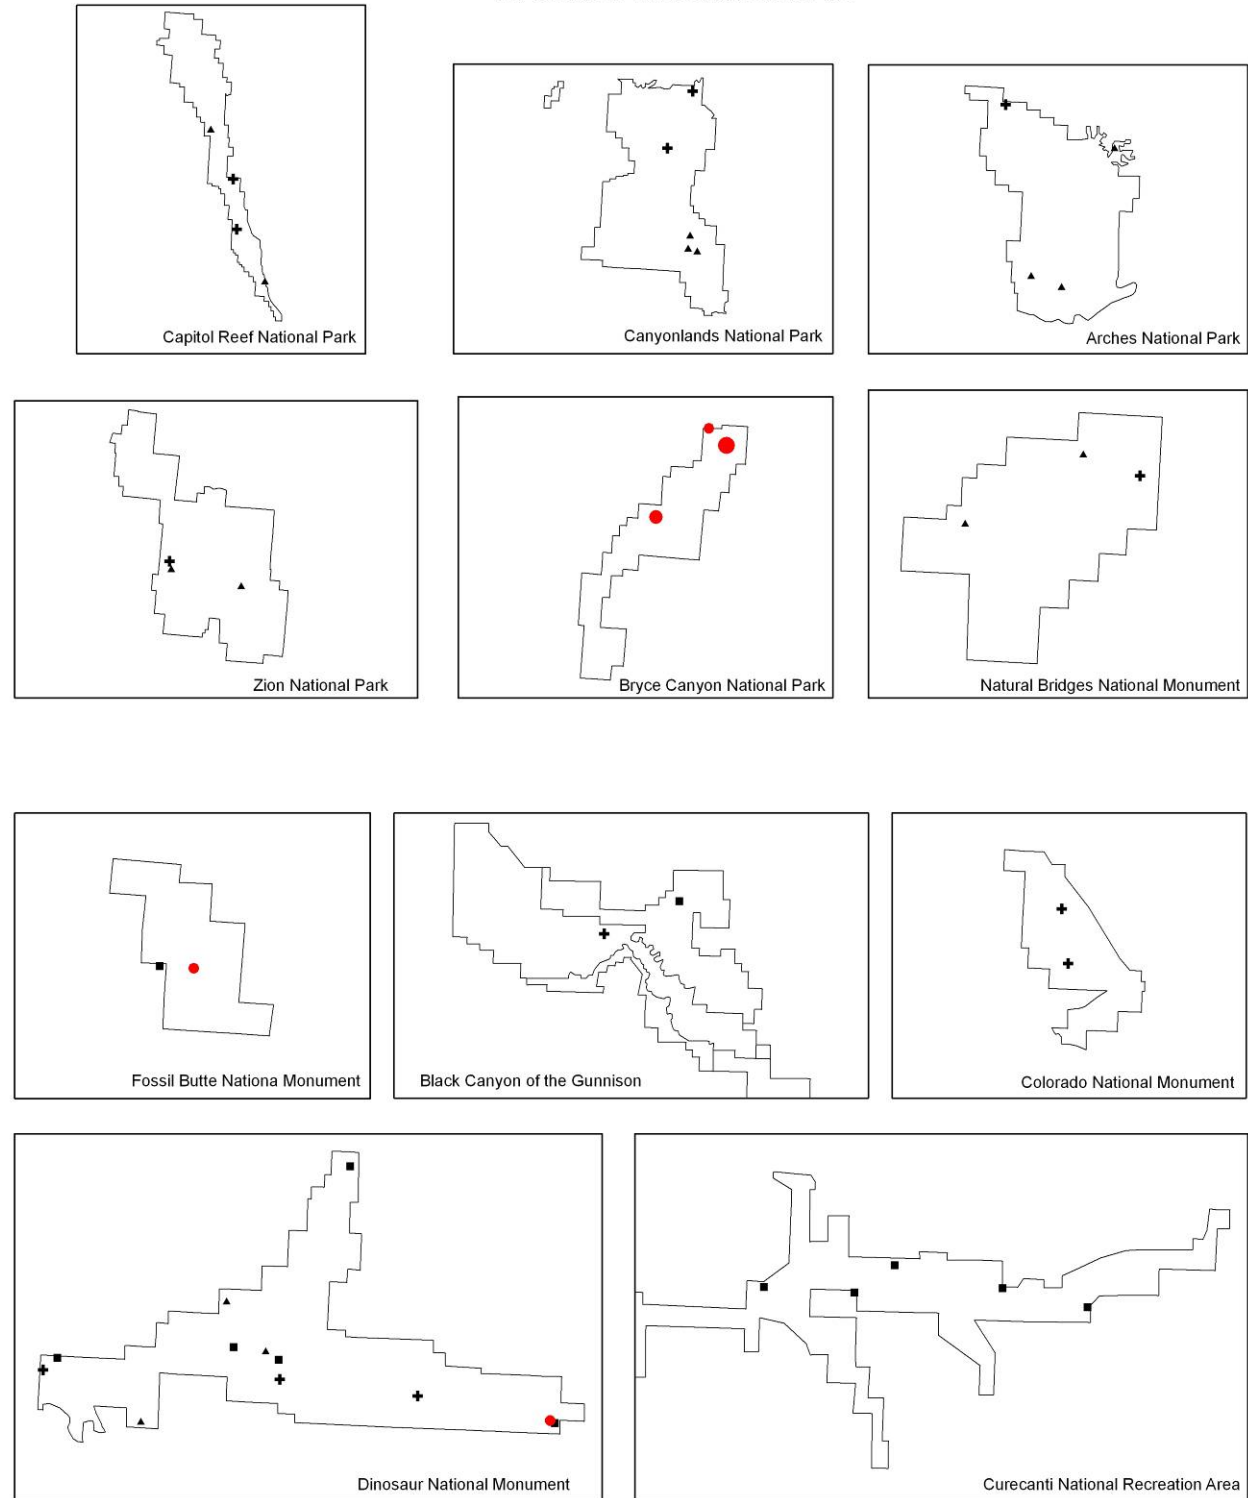 Capitol Reef National Park
Canyonlands National Park
Arches National Park
Zion National Park
Bryce Canyon National Park
Natural Bridges National Monument
Fossil Butte Nationa Monument
Black Canyon of the Gunnison
Colorado National Monument
Dinosaur National Monument
Curecanti National Recreation Area